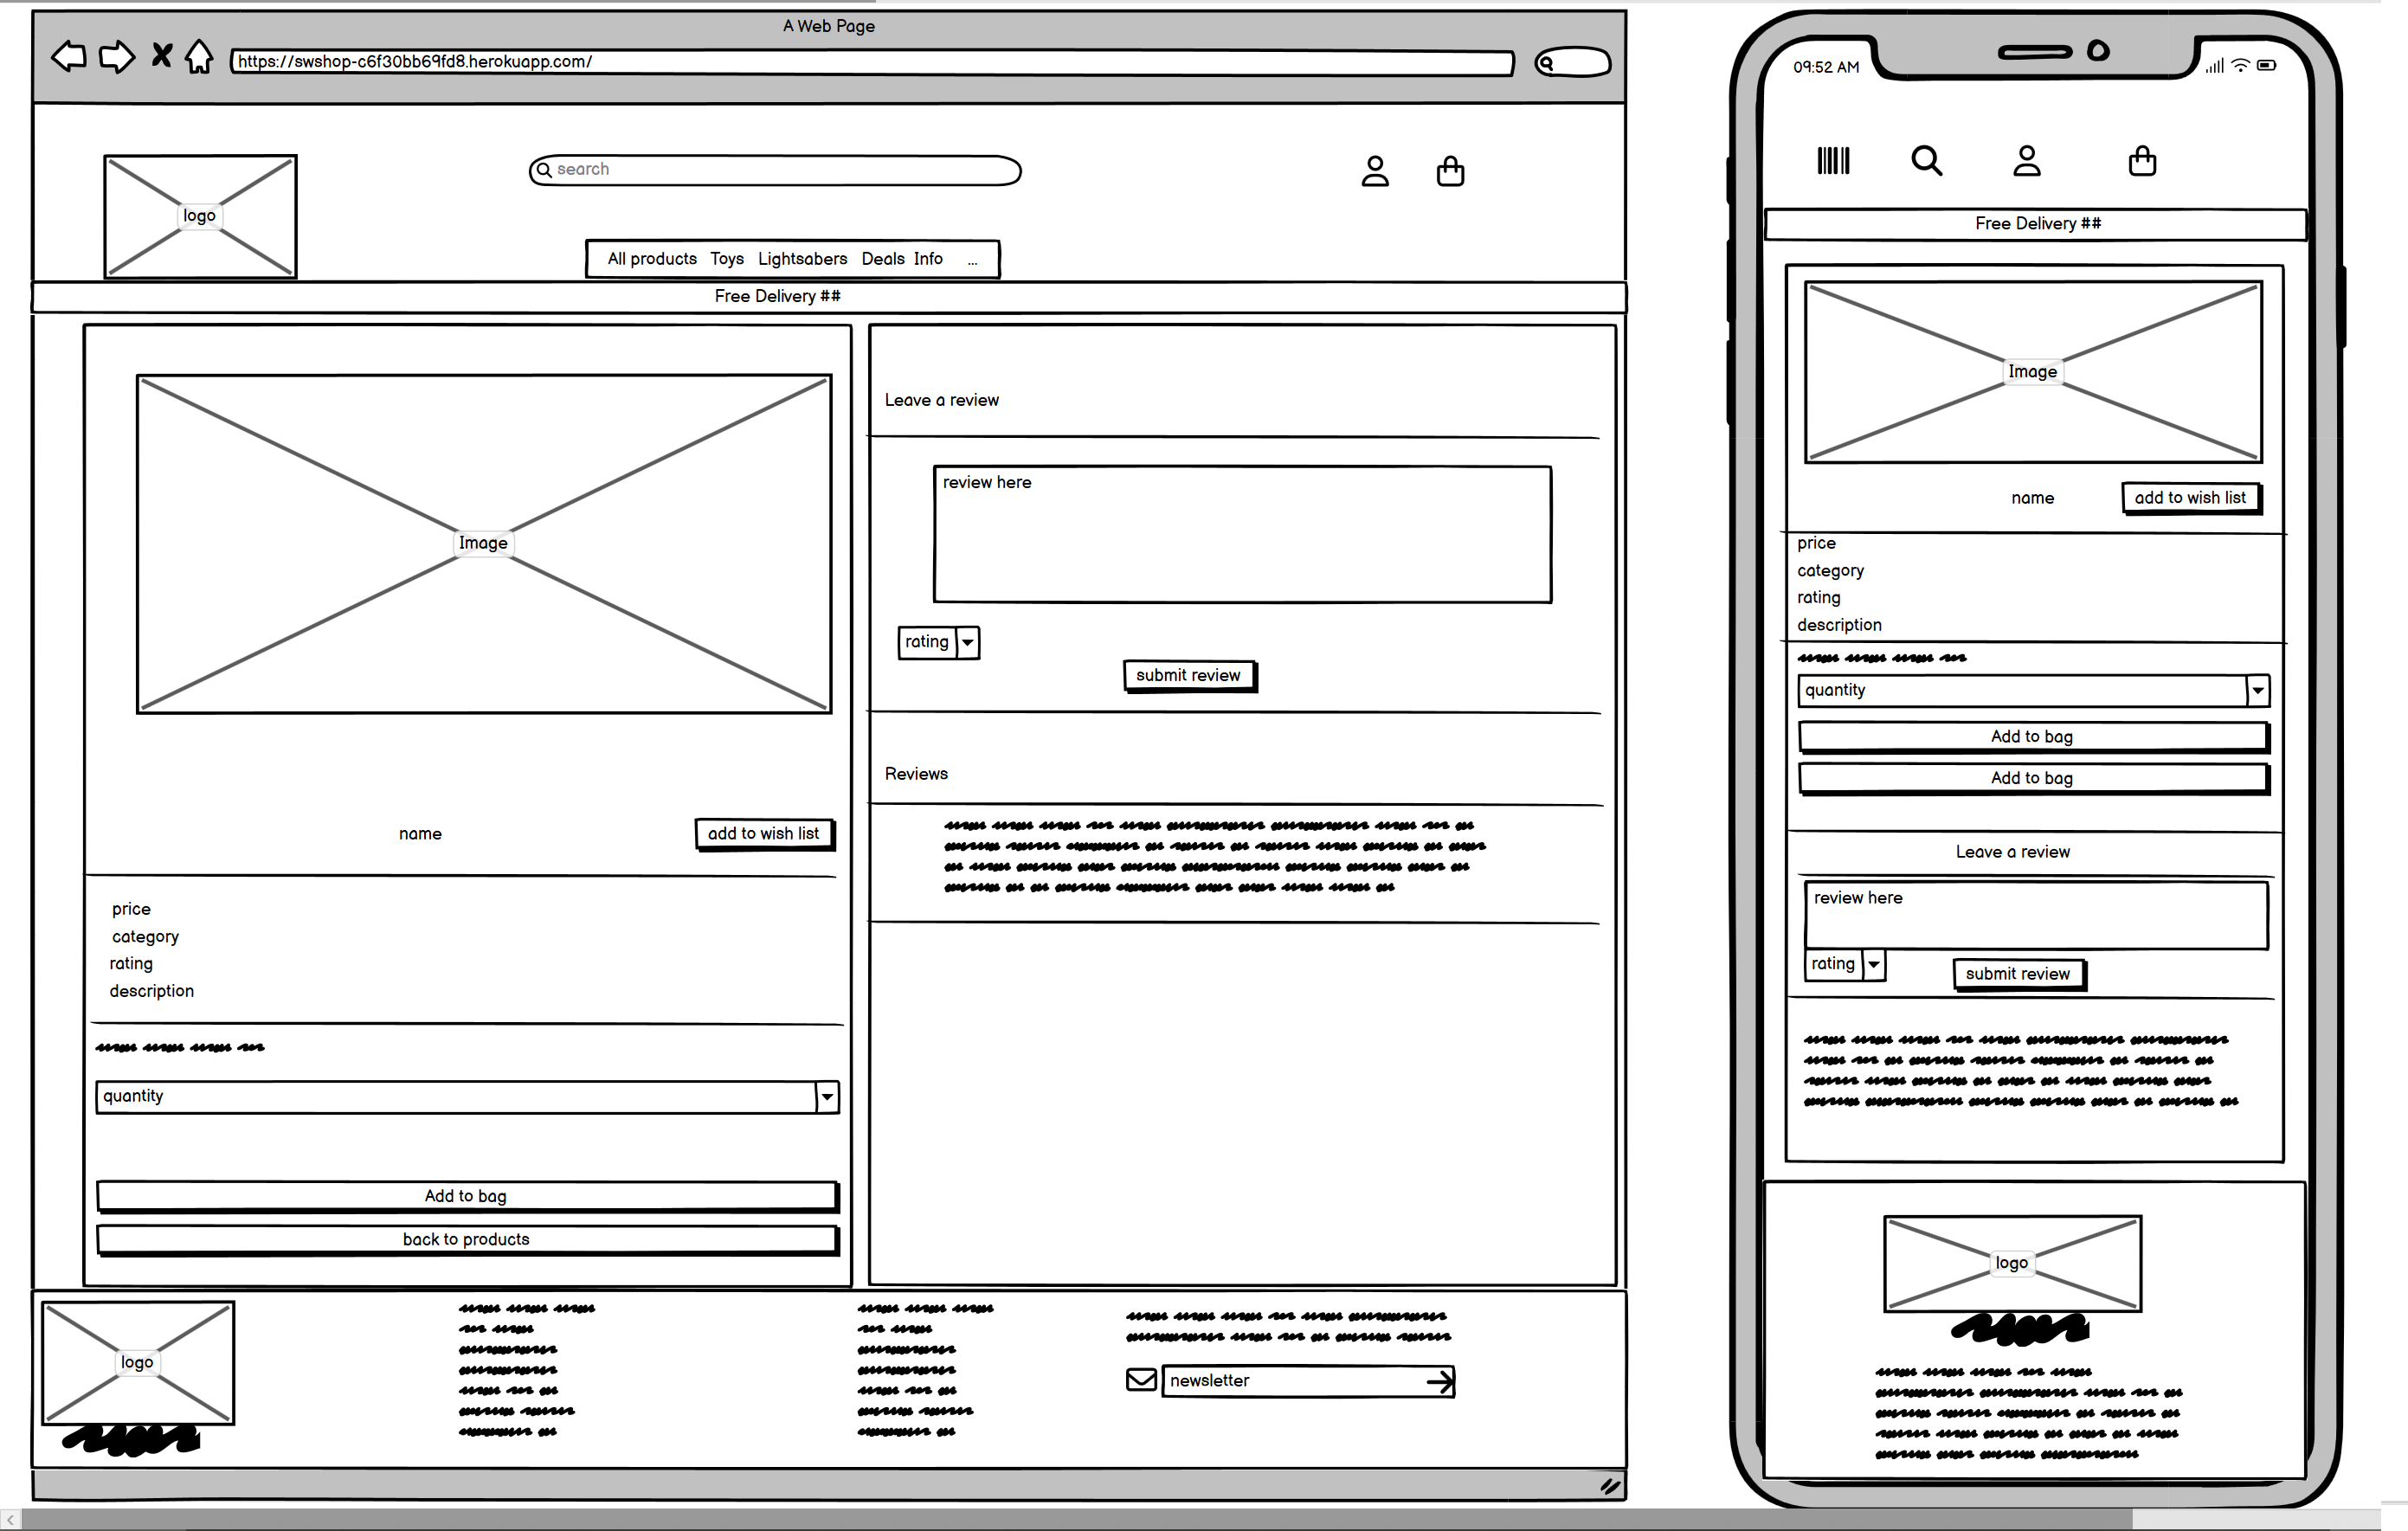 A Web Page
https://swshop-c6f30bb69fd8.herokuapp.com/
search
logo
All products Toys Lightsabers Deals Info ...
Free Delivery ##
Image
name
add to wish list
price
category
rating
description
quantity
Add to bag
back to products
Leave a review
review here
rating
submit review
Reviews
logo
newsletter
09:52 AM
Free Delivery ##
Image
name
add to wish list
price
category
rating
description
quantity
Add to bag
Add to bag
Leave a review
review here
rating
submit review
logo